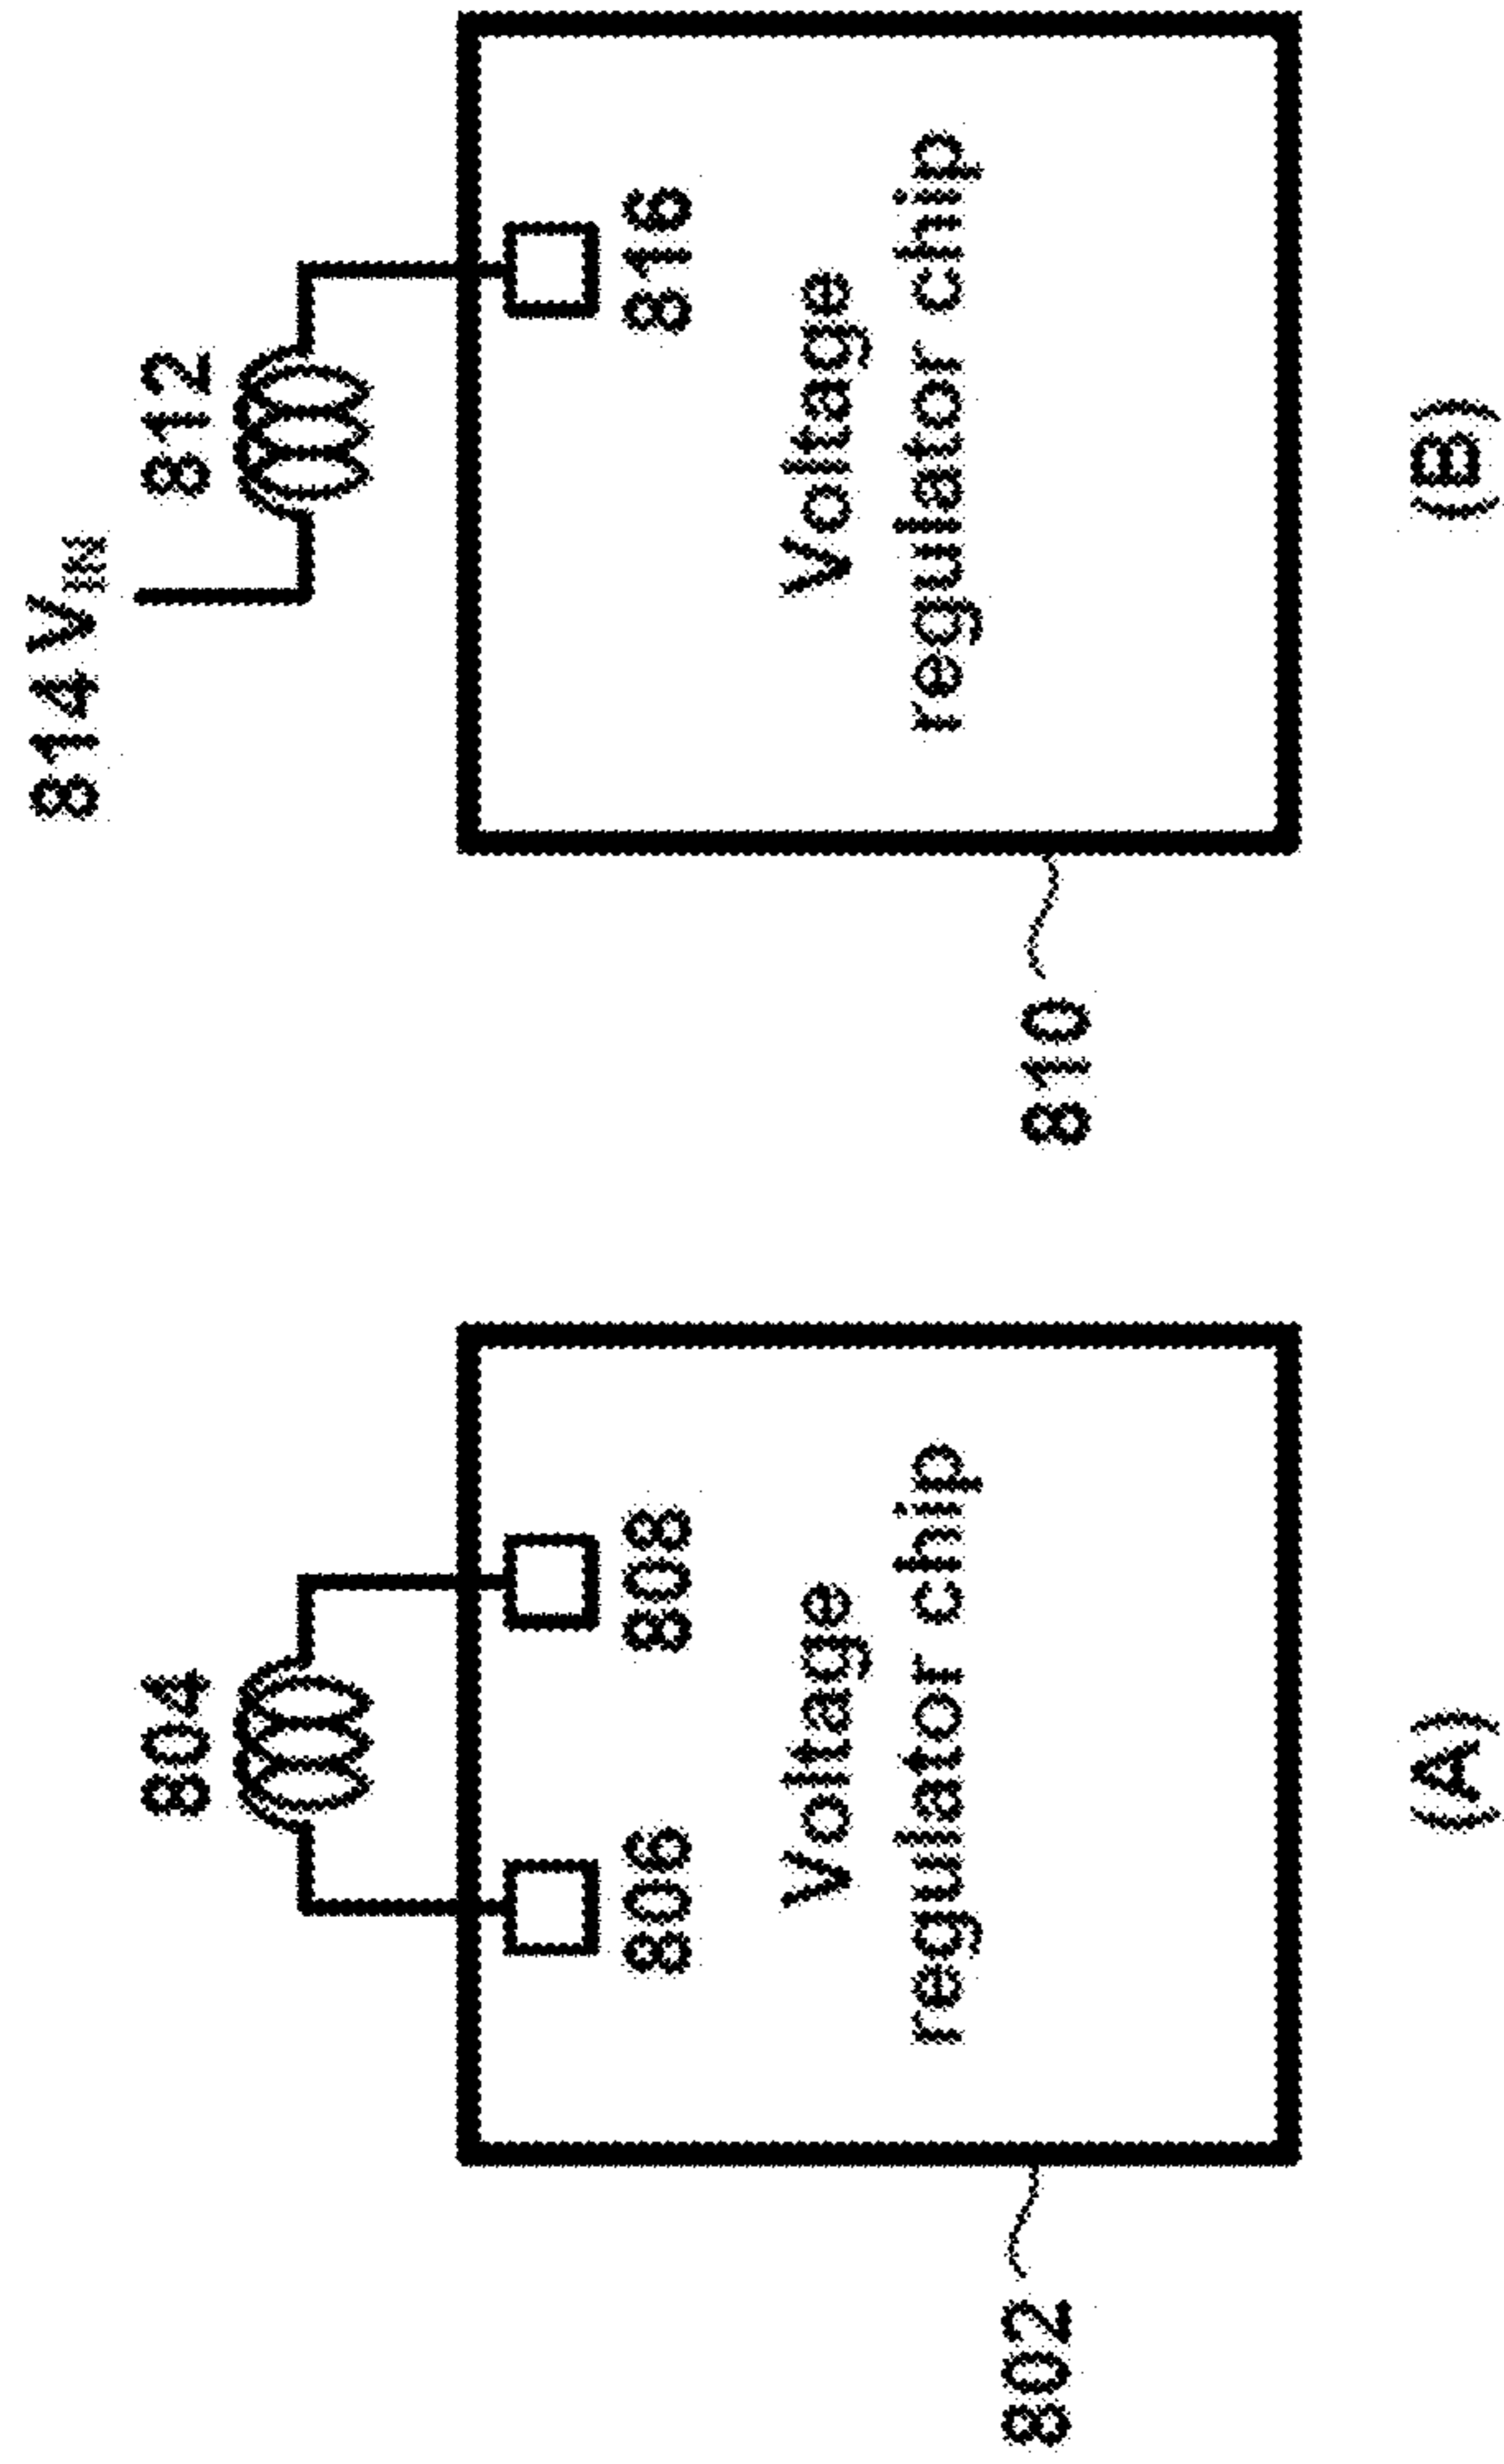 804
806
808
Voltage
regulator chip
802
(A)
814 V_IN
812
816
Voltage
regulator chip
810
(B)